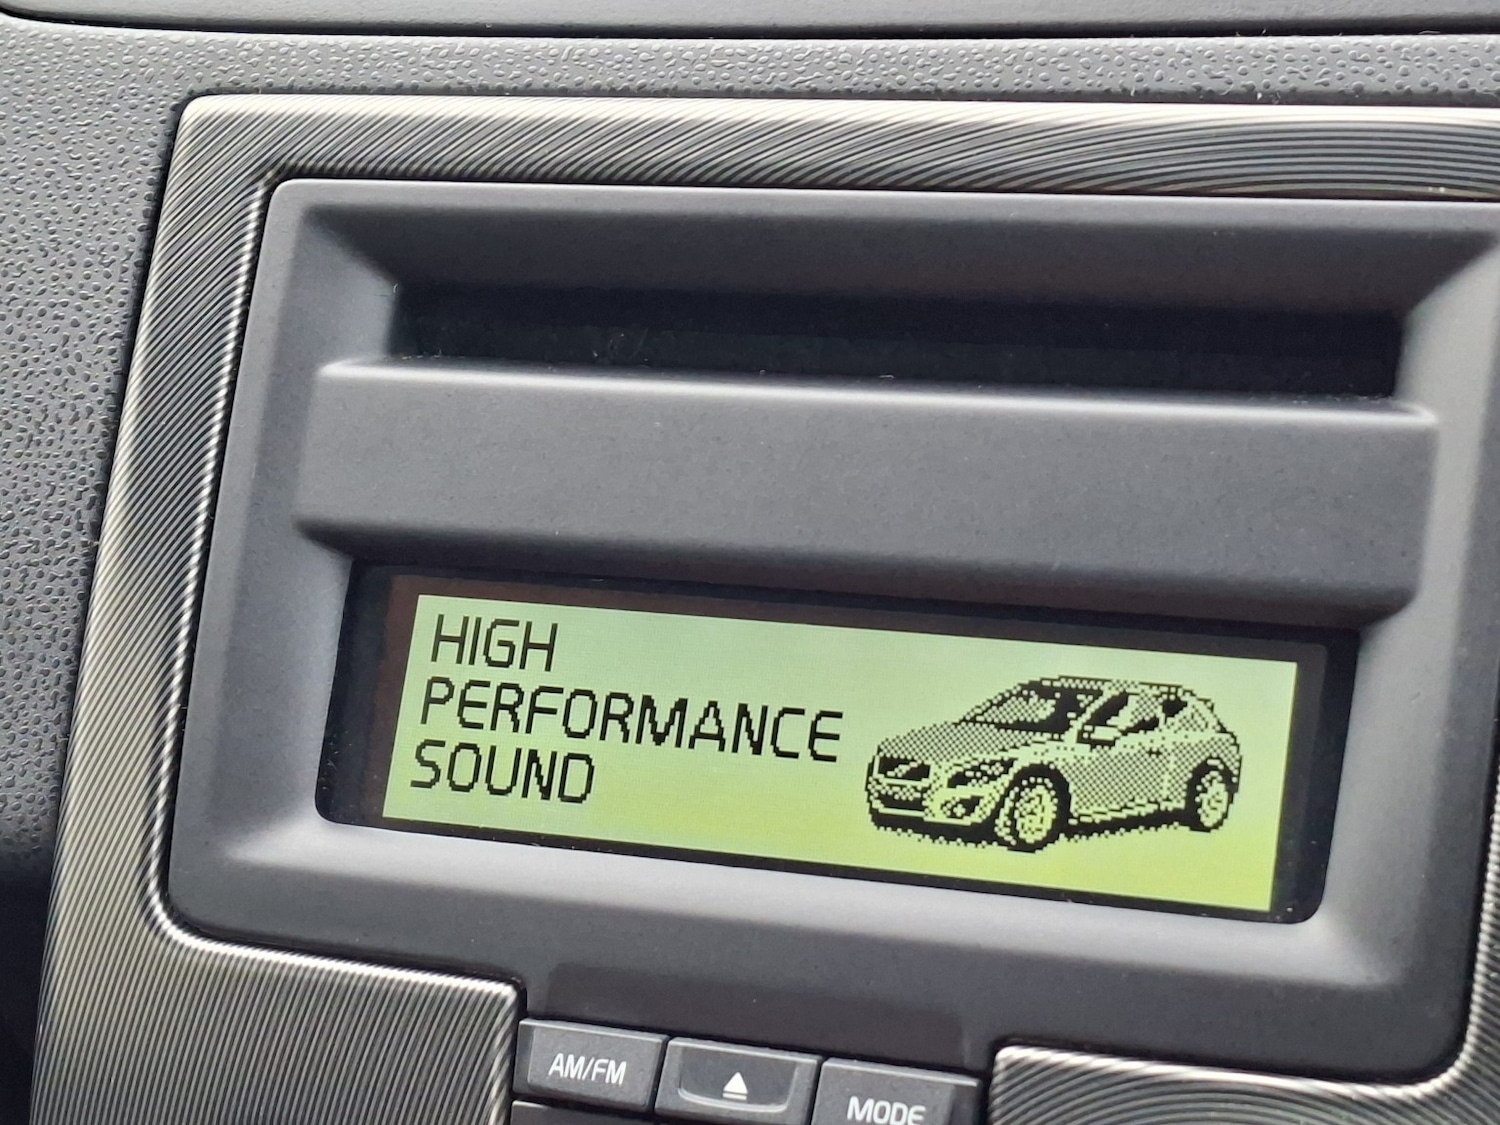 HIGH
PERFORMANCE
SOUND
AM/FM
MODE